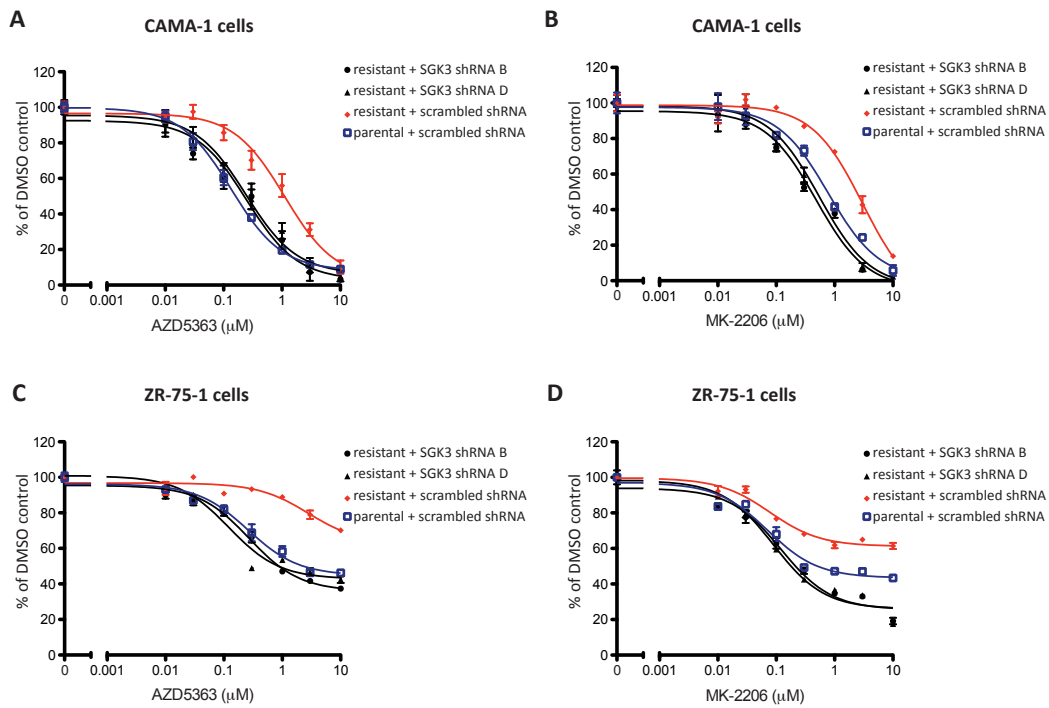 A
CAMA-1 cells
resistant + SGK3 shRNA B
resistant + SGK3 shRNA D
resistant + scrambled shRNA
parental + scrambled shRNA
% of DMSO control
120
100
80
60
40
20
0
0 0.001 0.01 0.1 1 10
AZD5363 (μM)
B
CAMA-1 cells
resistant + SGK3 shRNA B
resistant + SGK3 shRNA D
resistant + scrambled shRNA
parental + scrambled shRNA
% of DMSO control
120
100
80
60
40
20
0
0 0.001 0.01 0.1 1 10
MK-2206 (μM)
C
ZR-75-1 cells
resistant + SGK3 shRNA B
resistant + SGK3 shRNA D
resistant + scrambled shRNA
parental + scrambled shRNA
% of DMSO control
120
100
80
60
40
20
0
0 0.001 0.01 0.1 1 10
AZD5363 (μM)
D
ZR-75-1 cells
resistant + SGK3 shRNA B
resistant + SGK3 shRNA D
resistant + scrambled shRNA
parental + scrambled shRNA
% of DMSO control
120
100
80
60
40
20
0
0 0.001 0.01 0.1 1 10
MK-2206 (μM)